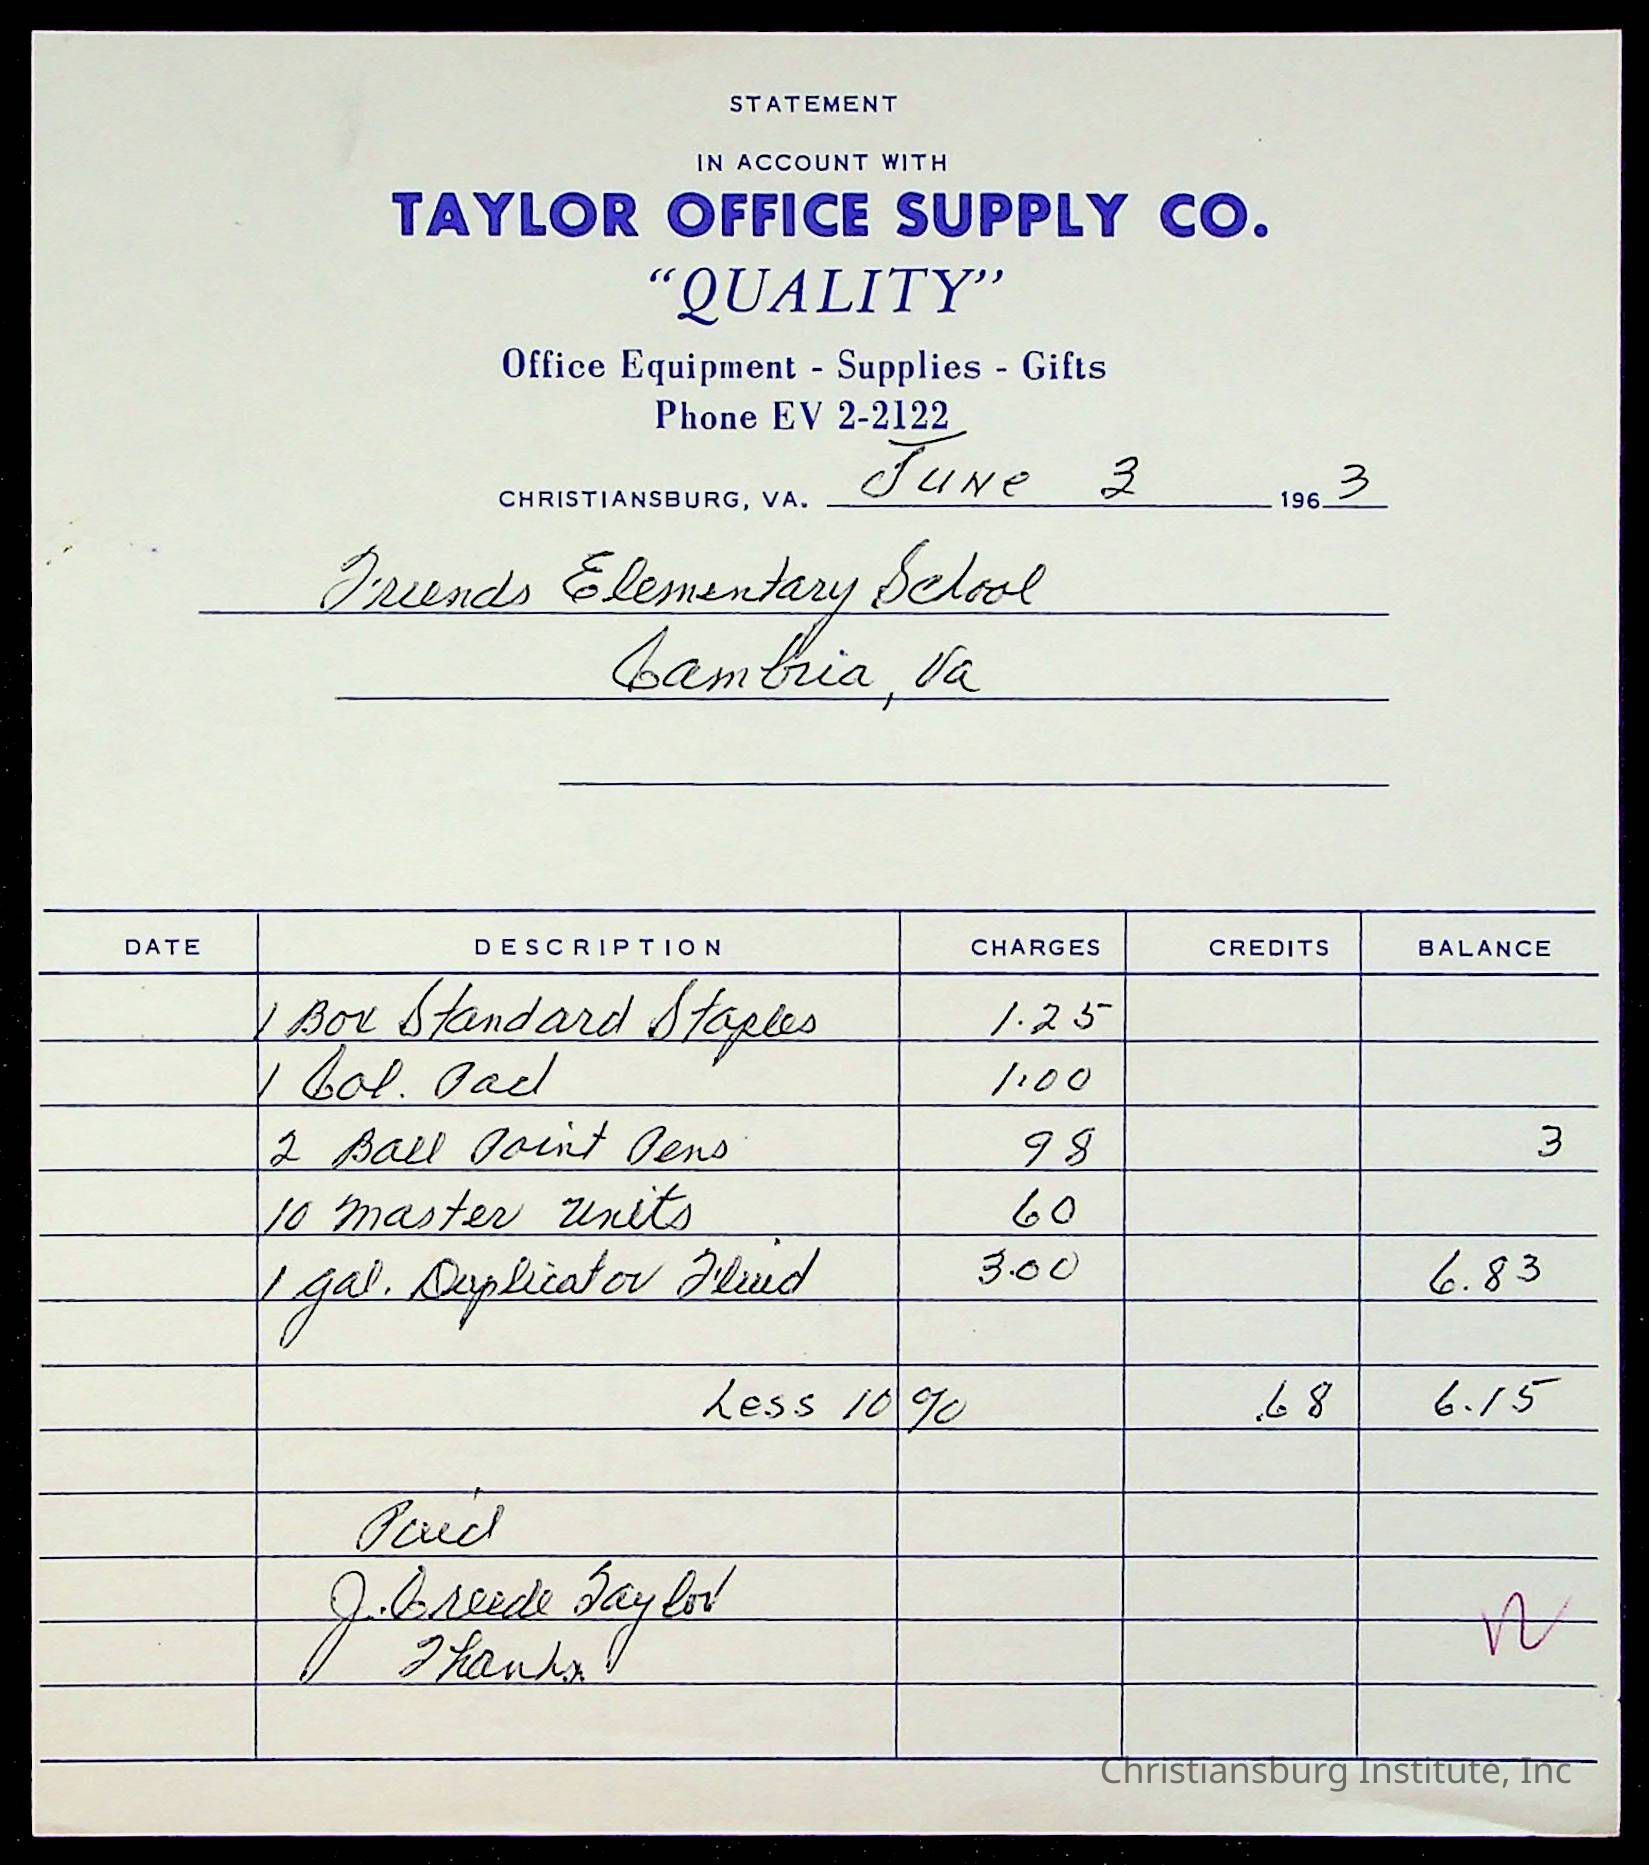 STATEMENT
IN ACCOUNT WITH
TAYLOR OFFICE SUPPLY CO.
“QUALITY”
Office Equipment - Supplies - Gifts
Phone EV 2-2122
CHRISTIANSBURG, VA. June 3 1963
Friends Elementary School
Cambria, Va
DATE DESCRIPTION CHARGES CREDITS BALANCE
1 Box Standard Staples 1.25
1 Col. Pad 1.00
2 Ball Point Pens 98 3
10 Master Units 60
1 gal. Duplicator Fluid 3.00 6.83
Less 10% .68 6.15
Paid
J. Creede Taylor
Thanks
Christiansburg Institute, Inc